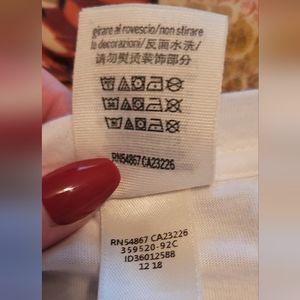 girare al rovescio/non stirare
le decorazioni/反面水洗/
请勿熨烫装饰部分
RN54867 CA23226
RN54867 CA23226
359520-92C
ID36012588
12 18